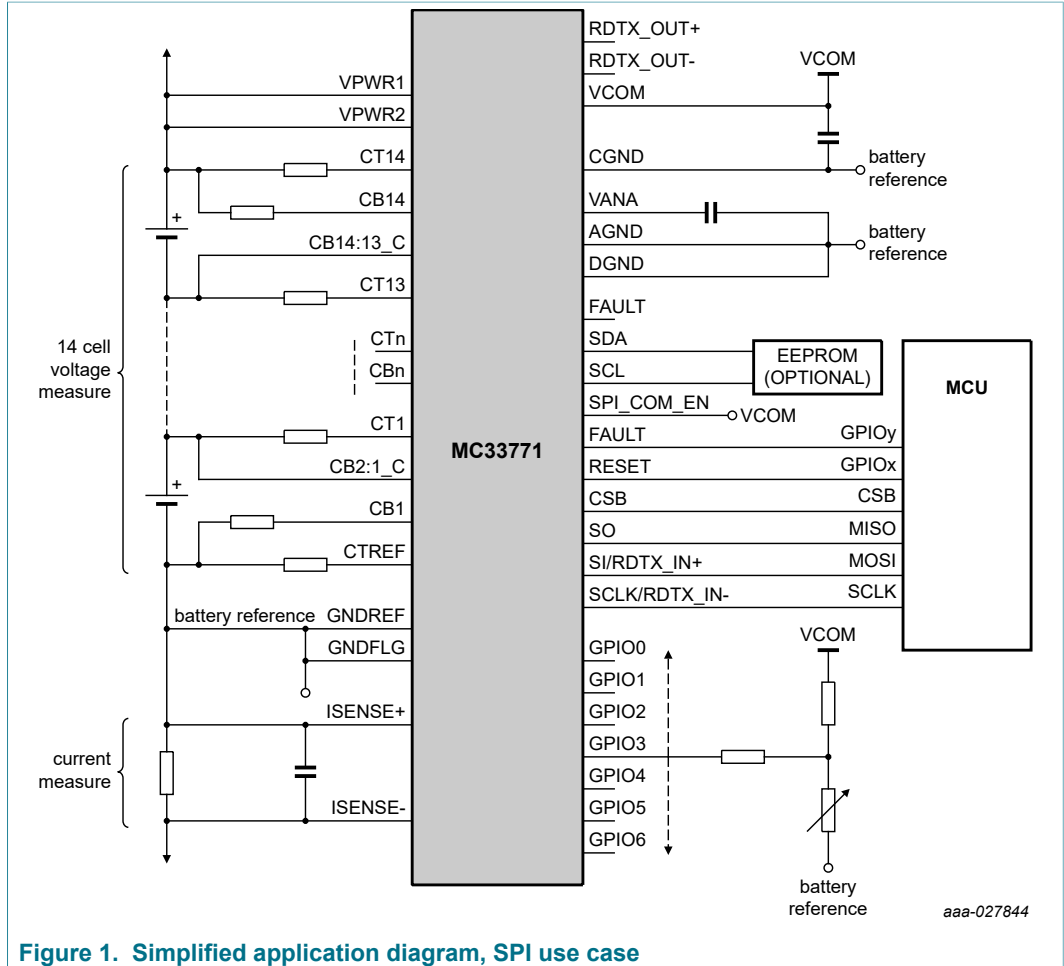 VPWR1
VPWR2
CT14
CB14
+
CB14:13_C
CT13
14 cell
voltage
measure
CTn
CBn
CT1
CB2:1_C
+
CB1
CTREF
battery reference
GNDREF
GNDFLG
ISENSE+
current
measure
ISENSE-
MC33771
RDTX_OUT+
RDTX_OUT-
VCOM
VCOM
CGND
battery
reference
VANA
AGND
battery
reference
DGND
FAULT
SDA
SCL
EEPROM
(OPTIONAL)
SPI_COM_EN
VCOM
FAULT
RESET
CSB
SO
SI/RDTX_IN+
SCLK/RDTX_IN-
MCU
GPIOy
GPIOx
CSB
MISO
MOSI
SCLK
GPIO0
GPIO1
GPIO2
GPIO3
GPIO4
GPIO5
GPIO6
VCOM
battery
reference
aaa-027844
Figure 1. Simplified application diagram, SPI use case